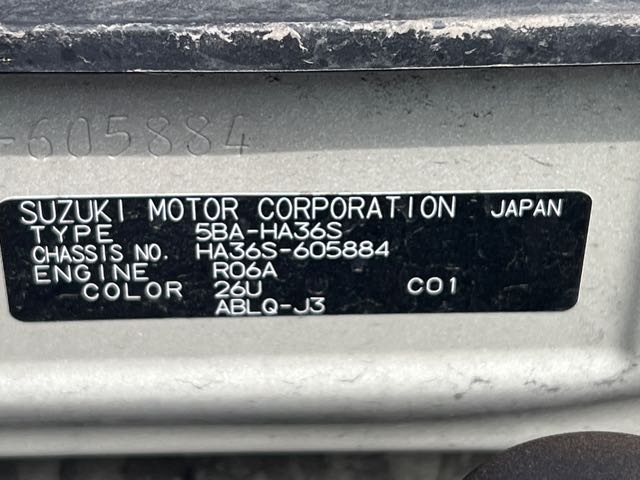 -605884
SUZUKI MOTOR CORPORATION JAPAN
TYPE 5BA-HA36S
CHASSIS NO. HA36S-605884
ENGINE R06A
COLOR 26U C01
ABLQ-J3